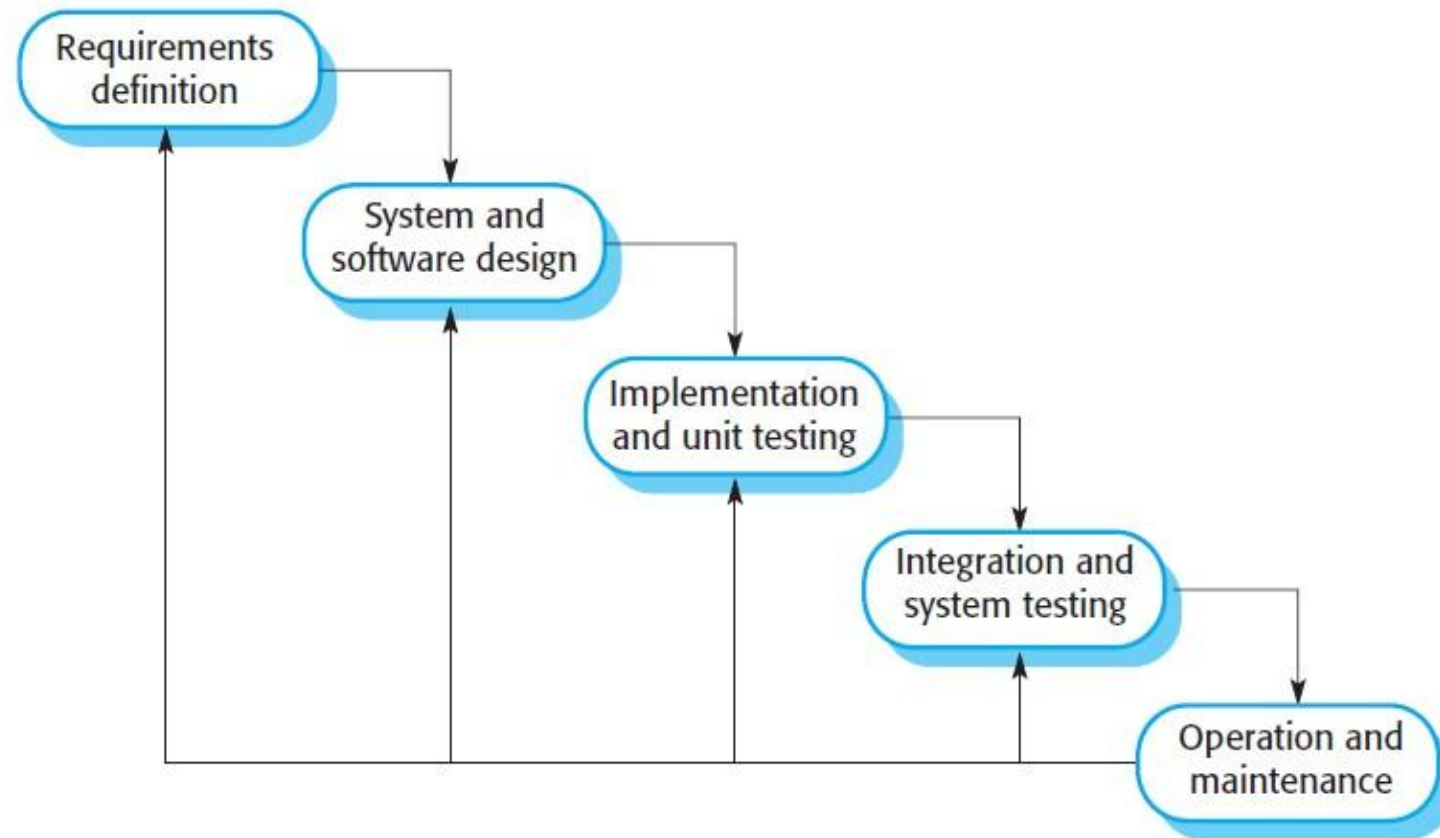 Requirements
definition
System and
software design
Implementation
and unit testing
Integration and
system testing
Operation and
maintenance